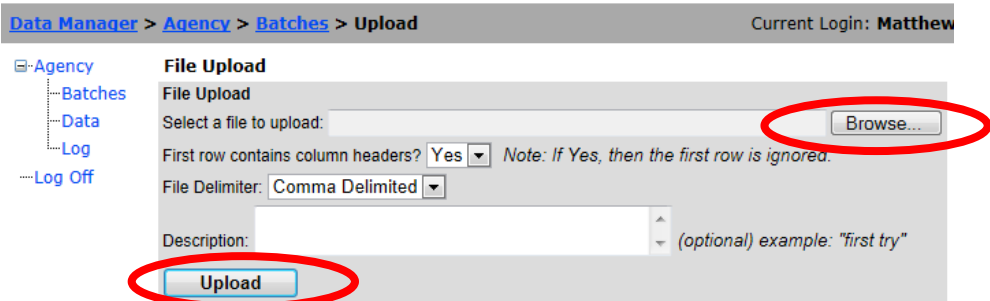 Data Manager > Agency > Batches > Upload Current Login: Matthew
Agency
Batches
Data
Log
Log Off
File Upload
File Upload
Select a file to upload: Browse...
First row contains column headers? Yes Note: If Yes, then the first row is ignored.
File Delimiter: Comma Delimited
Description: (optional) example: "first try"
Upload